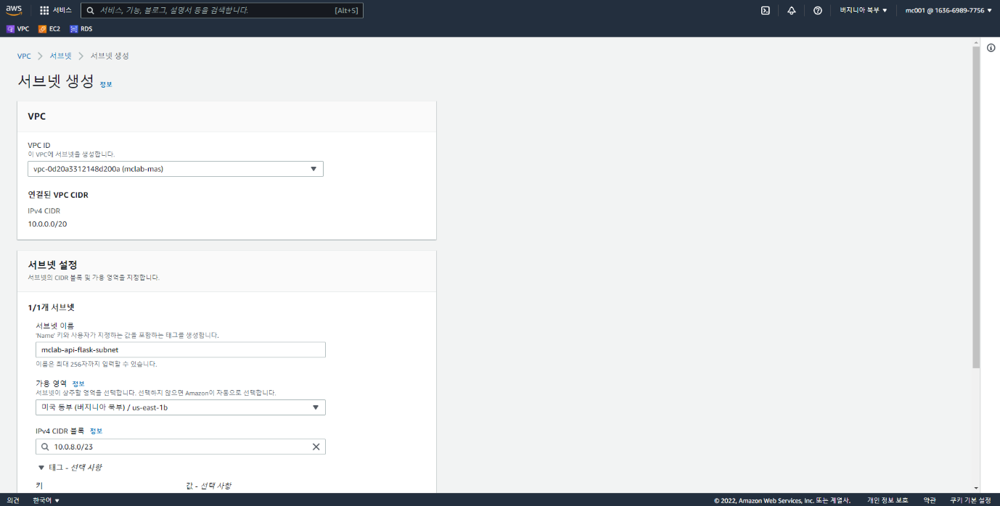 aws
서비스
서비스, 기능, 블로그, 설명서 등을 검색합니다.
[Alt+S]
버지니아 북부
mc001 @ 1636-6989-7756
VPC
EC2
RDS
VPC
서브넷
서브넷 생성
서브넷 생성 정보
VPC
VPC ID
이 VPC에 서브넷을 생성합니다.
vpc-0d20a3312148d200a (mclab-mas)
연결된 VPC CIDR
IPv4 CIDR
10.0.0.0/20
서브넷 설정
서브넷의 CIDR 블록 및 가용 영역을 지정합니다.
1/1개 서브넷
서브넷 이름
'Name' 키와 사용자가 지정하는 값을 포함하는 태그를 생성합니다.
mclab-api-flask-subnet
이름은 최대 256자까지 입력할 수 있습니다.
가용 영역 정보
서브넷이 상주할 영역을 선택합니다. 선택하지 않으면 Amazon이 자동으로 선택합니다.
미국 동부 (버지니아 북부) / us-east-1b
IPv4 CIDR 블록 정보
10.0.8.0/23
태그 - 선택 사항
키
값 - 선택 사항
의견
한국어
© 2022, Amazon Web Services, Inc. 또는 계열사.
개인 정보 보호
약관
쿠키 기본 설정